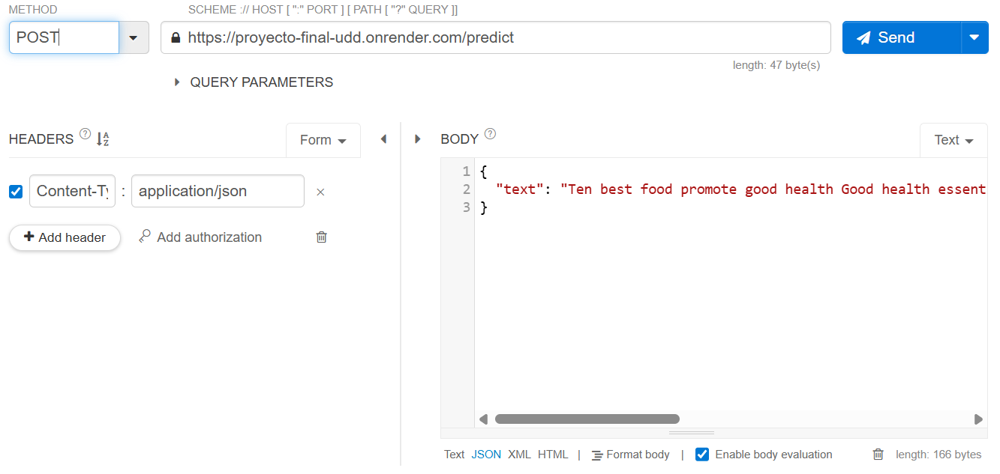 METHOD
SCHEME :// HOST [ ":" PORT ] [ PATH [ "?" QUERY ]]
POST
https://proyecto-final-udd.onrender.com/predict
Send
length: 47 byte(s)
QUERY PARAMETERS
HEADERS ?
A
Z
Form
BODY ?
Text
Content-Ty : application/json ×
Add header
Add authorization
1 {
2 "text": "Ten best food promote good health Good health essent
3 }
Text JSON XML HTML | Format body | Enable body evaluation length: 166 bytes